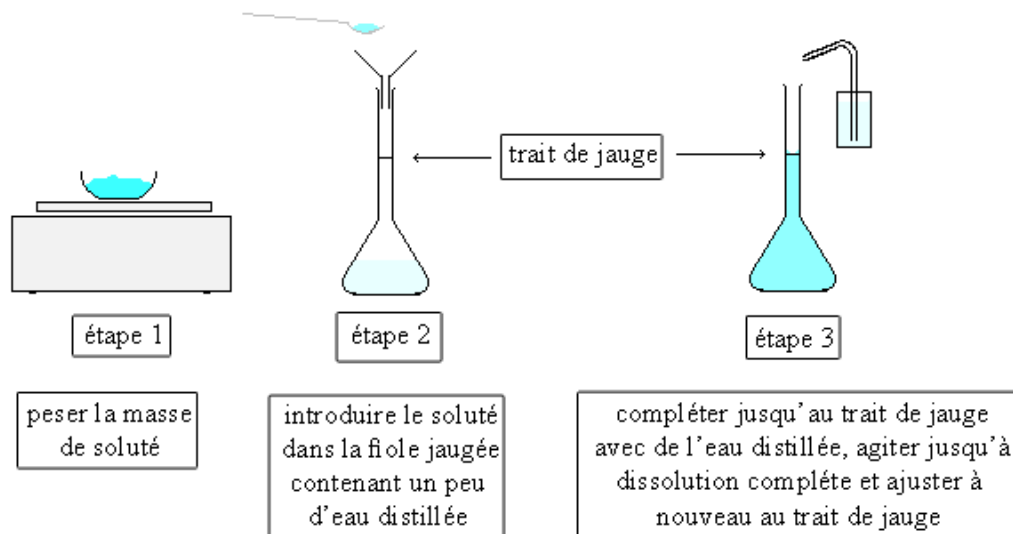 trait de jauge
étape 1
étape 2
étape 3
peser la masse
de soluté
introduire le soluté
dans la fiole jaugée
contenant un peu
d'eau distillée
compléter jusqu'au trait de jauge
avec de l'eau distillée, agiter jusqu'à
dissolution compléte et ajuster à
nouveau au trait de jauge